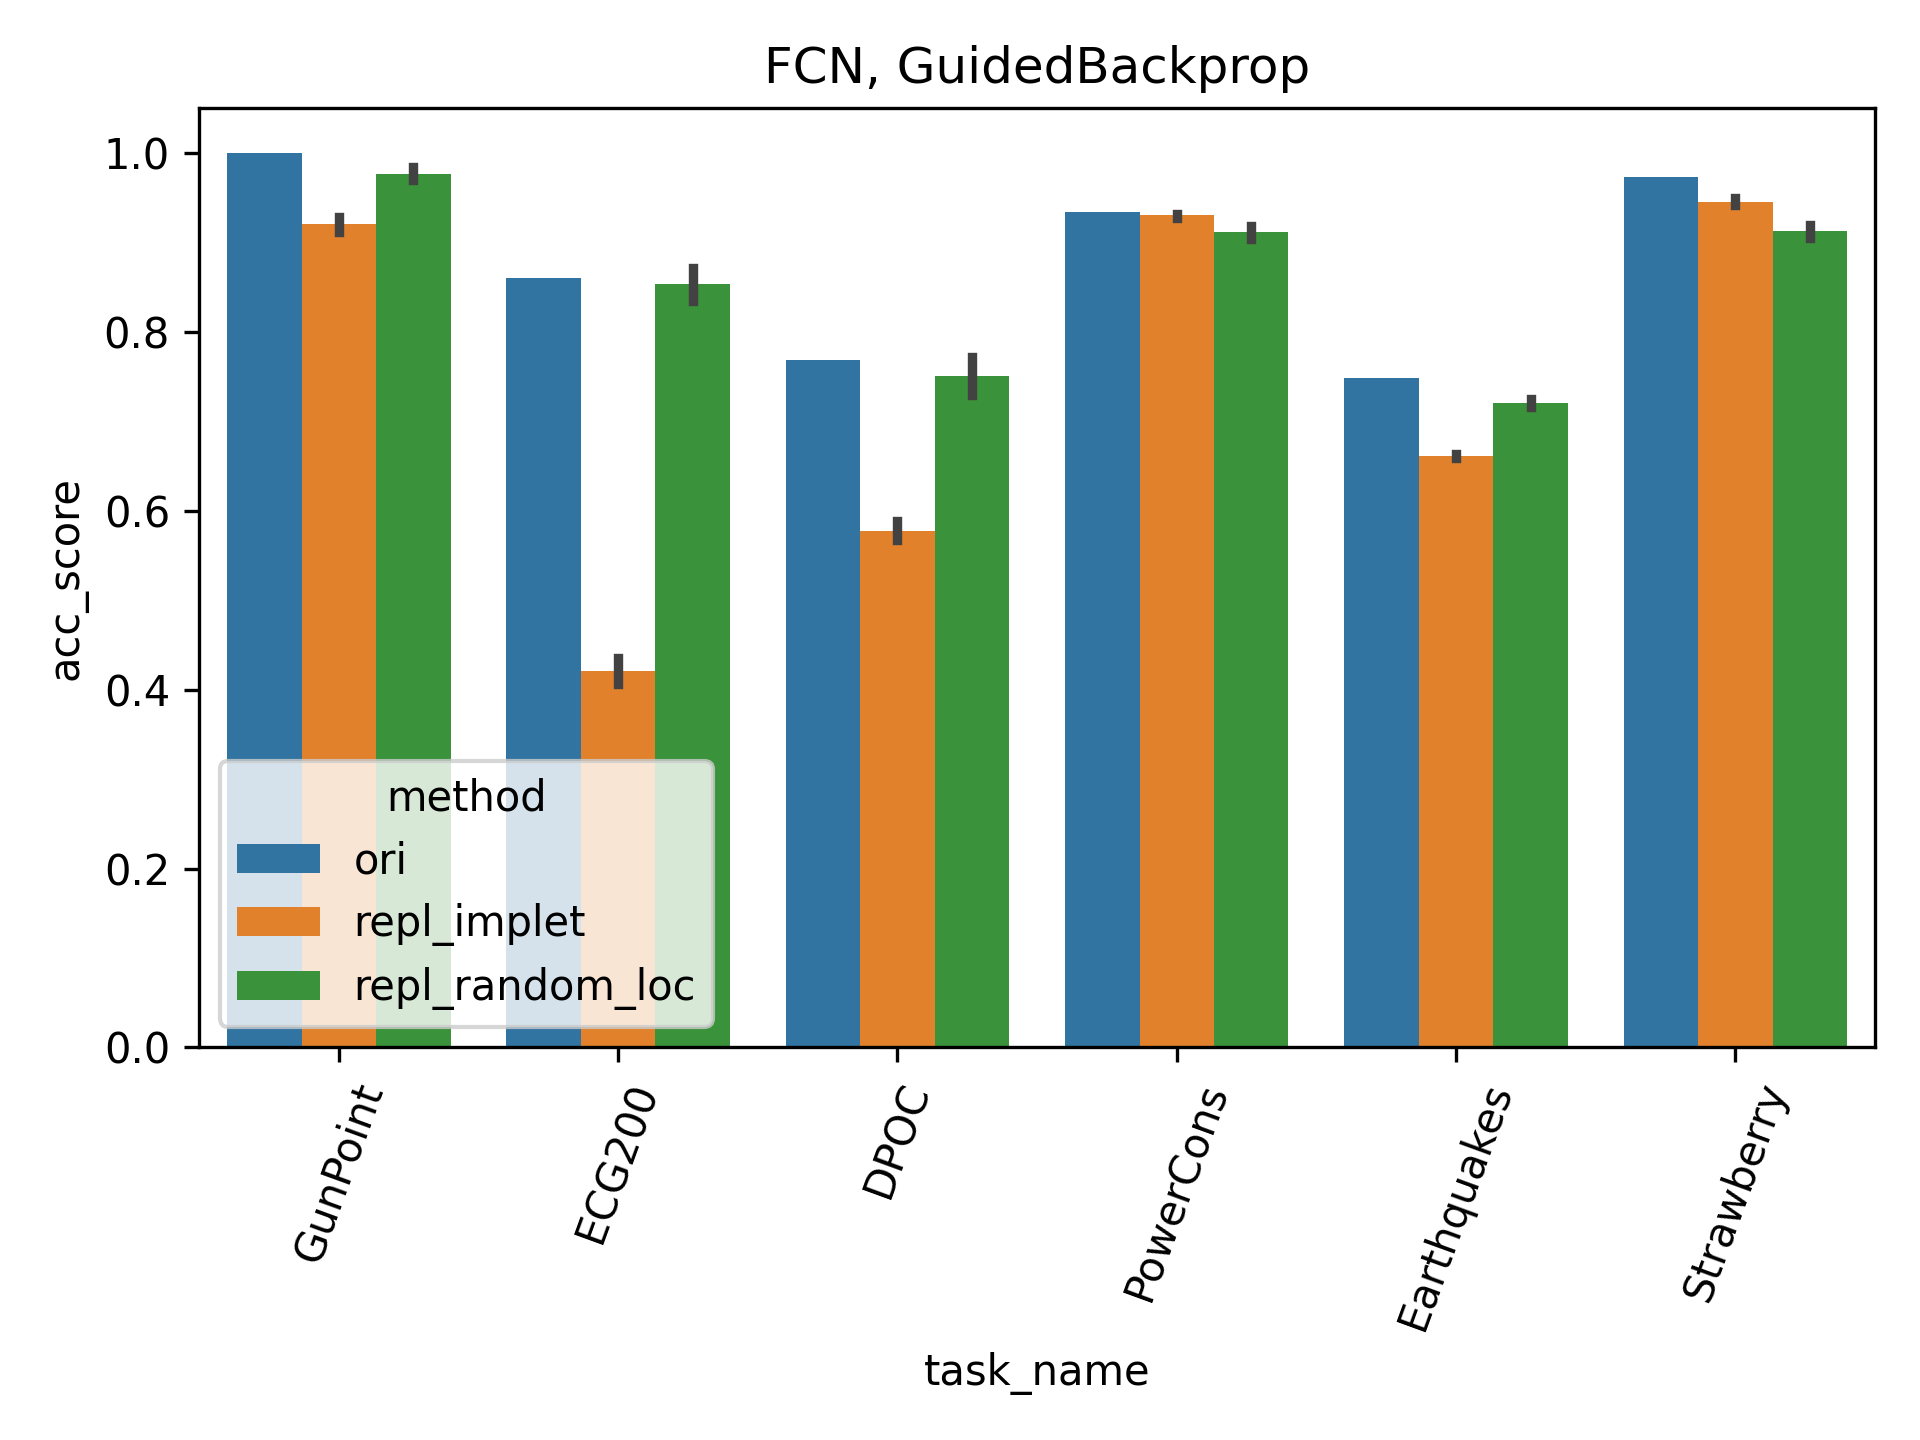 FCN, GuidedBackprop
acc_score
1.0
0.8
0.6
0.4
0.2
0.0
method
ori
repl_implet
repl_random_loc
GunPoint
ECG200
DPOC
PowerCons
Earthquakes
Strawberry
task_name